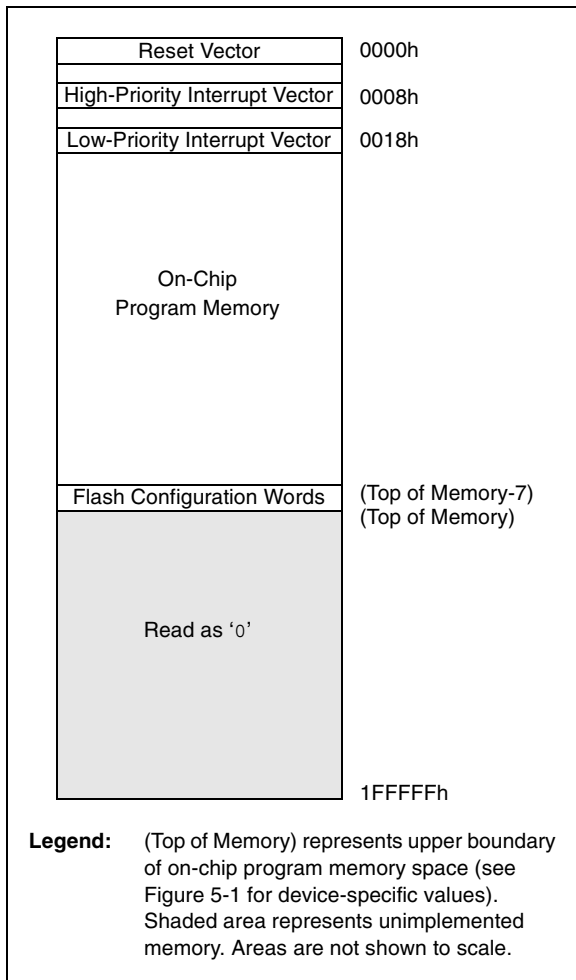 Reset Vector 0000h
High-Priority Interrupt Vector 0008h
Low-Priority Interrupt Vector 0018h
On-Chip
Program Memory
Flash Configuration Words (Top of Memory-7)
(Top of Memory)
Read as ‘0’
1FFFFFh
Legend: (Top of Memory) represents upper boundary
of on-chip program memory space (see
Figure 5-1 for device-specific values).
Shaded area represents unimplemented
memory. Areas are not shown to scale.